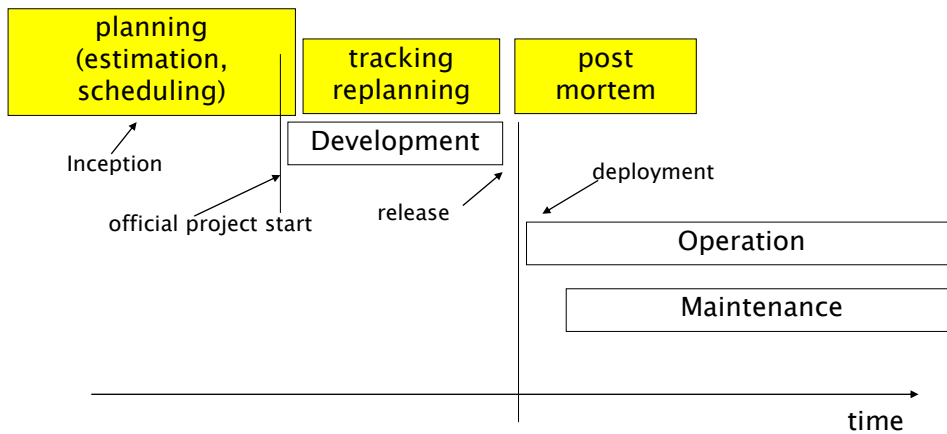 planning
(estimation,
scheduling)
tracking
replanning
post
mortem
Development
Inception
deployment
official project start
release
Operation
Maintenance
time